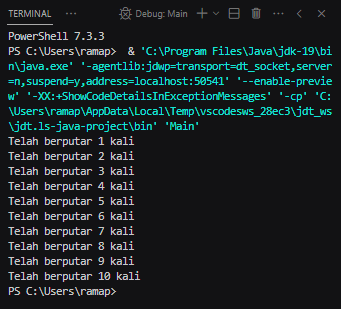 TERMINAL
Debug: Main
PowerShell 7.3.3
PS C:\Users\ramap>  & 'C:\Program Files\Java\jdk-19\bi
n\java.exe' '-agentlib:jdwp=transport=dt_socket,server
=n,suspend=y,address=localhost:50541' '--enable-previe
w' '-XX:+ShowCodeDetailsInExceptionMessages' '-cp' 'C:
\Users\ramap\AppData\Local\Temp\vscodesws_28ec3\jdt_ws
\jdt.ls-java-project\bin' 'Main'
Telah berputar 1 kali
Telah berputar 2 kali
Telah berputar 3 kali
Telah berputar 4 kali
Telah berputar 5 kali
Telah berputar 6 kali
Telah berputar 7 kali
Telah berputar 8 kali
Telah berputar 9 kali
Telah berputar 10 kali
PS C:\Users\ramap>